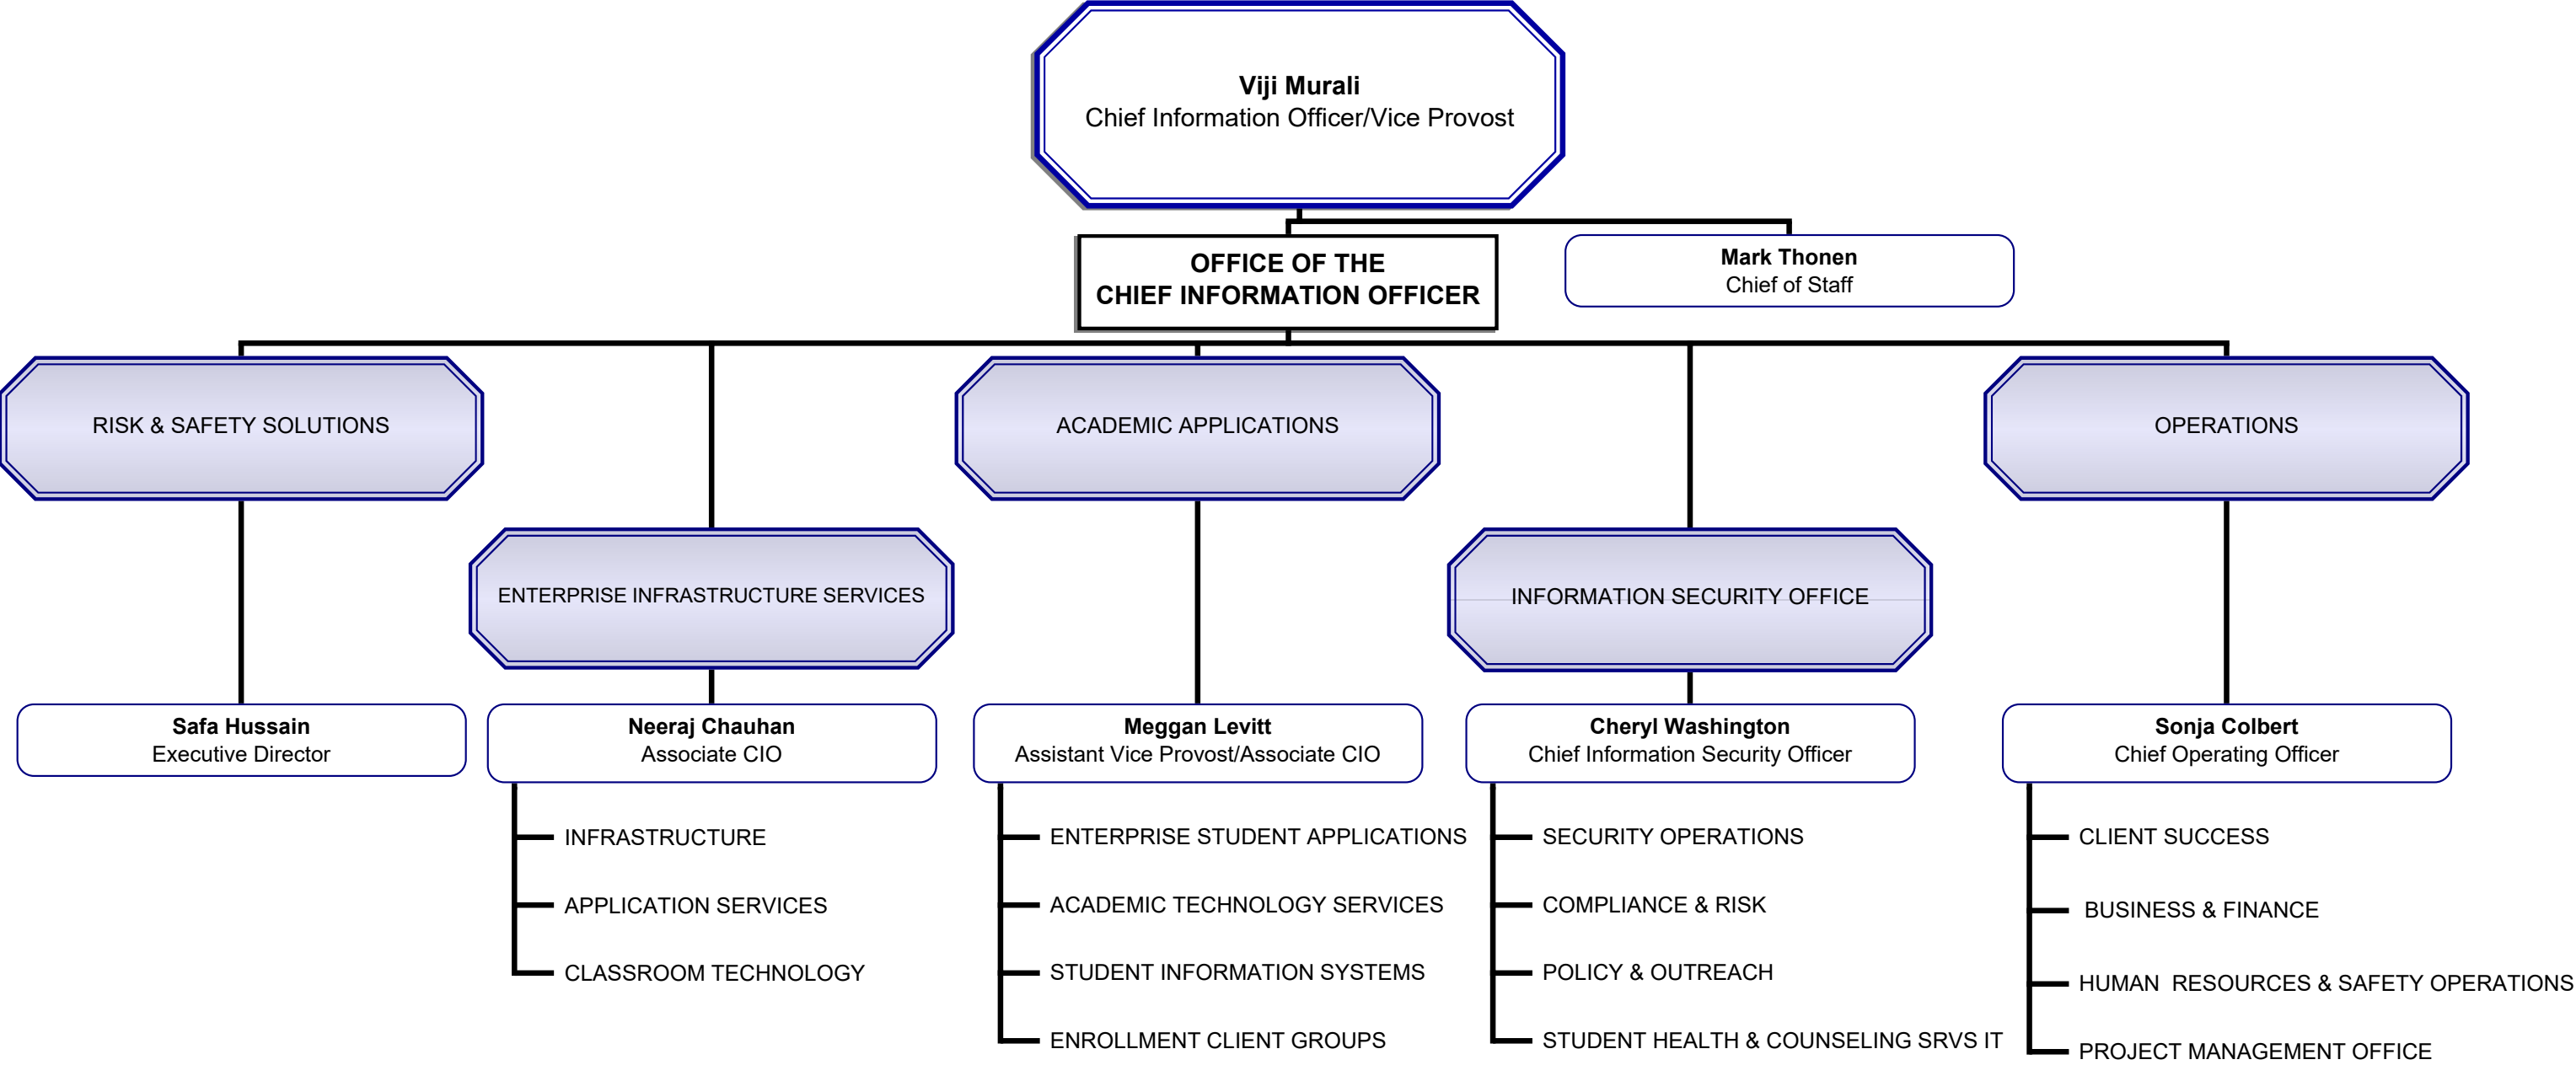 Viji Murali
Chief Information Officer/Vice Provost
OFFICE OF THE
CHIEF INFORMATION OFFICER
Mark Thonen
Chief of Staff
RISK & SAFETY SOLUTIONS
ACADEMIC APPLICATIONS
OPERATIONS
ENTERPRISE INFRASTRUCTURE SERVICES
INFORMATION SECURITY OFFICE
Safa Hussain
Executive Director
Neeraj Chauhan
Associate CIO
INFRASTRUCTURE
APPLICATION SERVICES
CLASSROOM TECHNOLOGY
Meggan Levitt
Assistant Vice Provost/Associate CIO
ENTERPRISE STUDENT APPLICATIONS
ACADEMIC TECHNOLOGY SERVICES
STUDENT INFORMATION SYSTEMS
ENROLLMENT CLIENT GROUPS
Cheryl Washington
Chief Information Security Officer
SECURITY OPERATIONS
COMPLIANCE & RISK
POLICY & OUTREACH
STUDENT HEALTH & COUNSELING SRVS IT
Sonja Colbert
Chief Operating Officer
CLIENT SUCCESS
BUSINESS & FINANCE
HUMAN  RESOURCES & SAFETY OPERATIONS
PROJECT MANAGEMENT OFFICE